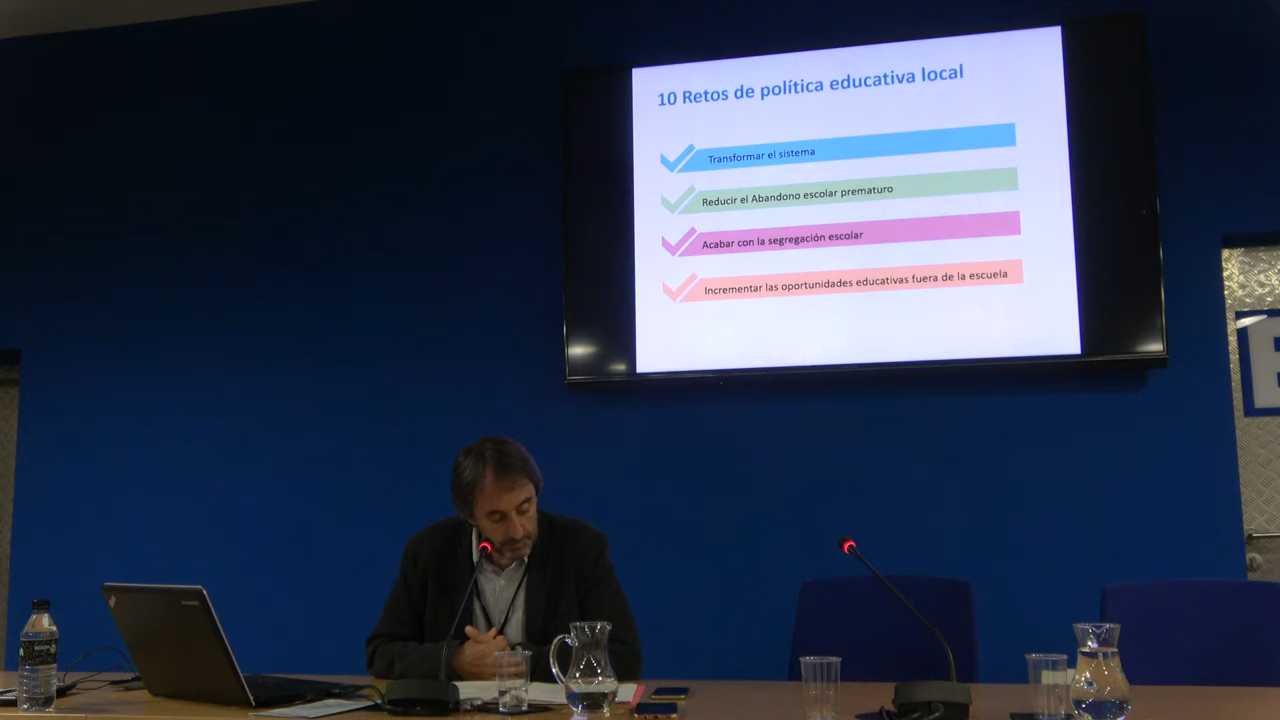 10 Retos de política educativa local
Transformar el sistema
Reducir el Abandono escolar prematuro
Acabar con la segregación escolar
Incrementar las oportunidades educativas fuera de la escuela